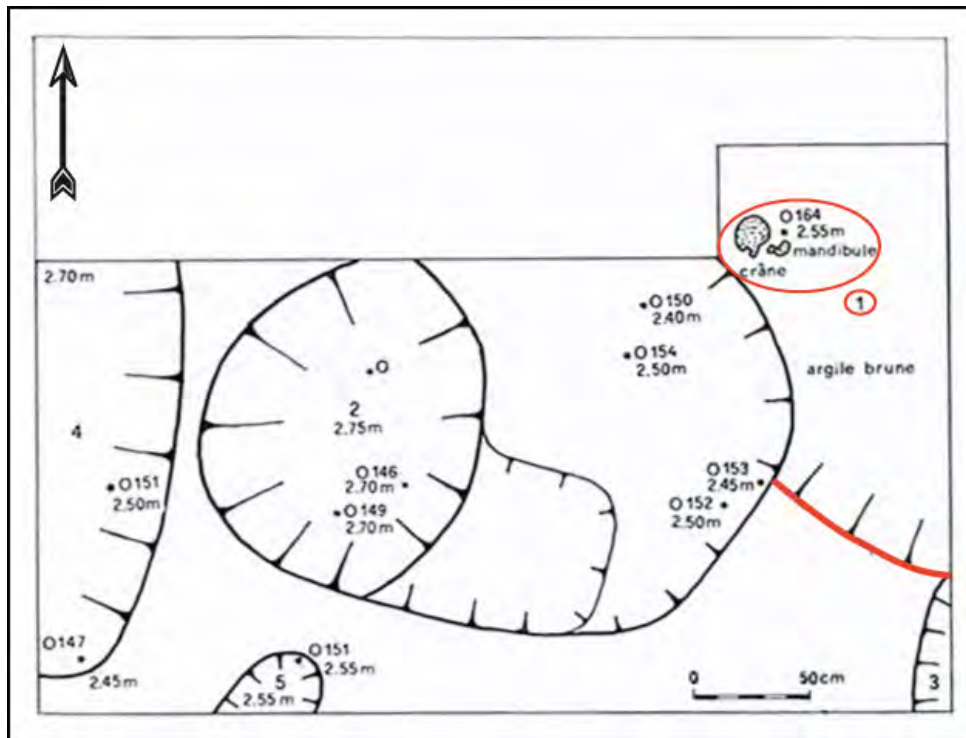 O164
2.55m
mandibule
crâne
1
2.70m
O150
2.40m
O154
2.50m
argile brune
O
2
2.75m
4
O151
2.50m
O146
2.70m
O149
2.70m
O153
2.45m
O152
2.50m
O147
2.45m
O151
2.55m
5
2.55m
0 50cm
3